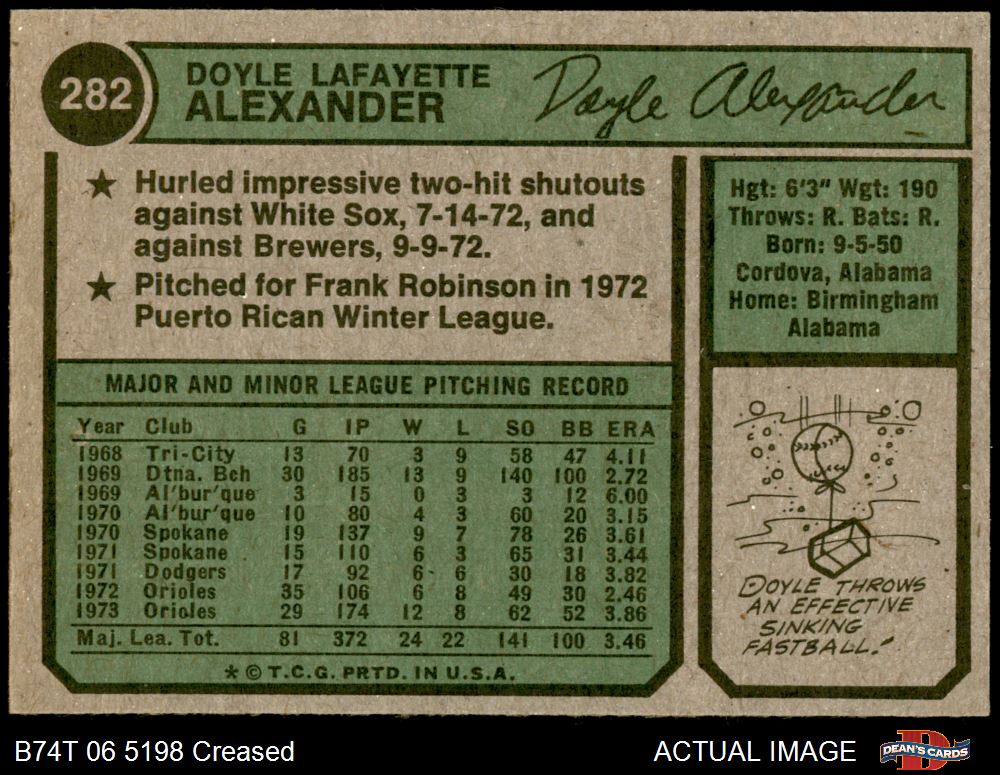 282
DOYLE LAFAYETTE
ALEXANDER
Doyle Alexander
★ Hurled impressive two-hit shutouts
against White Sox, 7-14-72, and
against Brewers, 9-9-72.
★ Pitched for Frank Robinson in 1972
Puerto Rican Winter League.
Hgt: 6'3" Wgt: 190
Throws: R. Bats: R.
Born: 9-5-50
Cordova, Alabama
Home: Birmingham
Alabama
MAJOR AND MINOR LEAGUE PITCHING RECORD
Year Club G IP W L SO BB ERA
1968 Tri-City 13 70 3 9 58 47 4.11
1969 Dtna. Bch 30 185 13 9 140 100 2.72
1969 Al'bur'que 3 15 0 3 3 12 6.00
1970 Al'bur'que 10 80 4 3 60 20 3.15
1970 Spokane 19 137 9 7 78 26 3.61
1971 Spokane 15 110 6 3 65 31 3.44
1971 Dodgers 17 92 6 6 30 18 3.82
1972 Orioles 35 106 6 8 49 30 2.46
1973 Orioles 29 174 12 8 62 52 3.86
Maj. Lea. Tot. 81 372 24 22 141 100 3.46
* © T.C.G. PRTD. IN U.S.A.
DOYLE THROWS
AN EFFECTIVE
SINKING
FASTBALL!
B74T 06 5198 Creased
ACTUAL IMAGE
DEAN'S CARDS